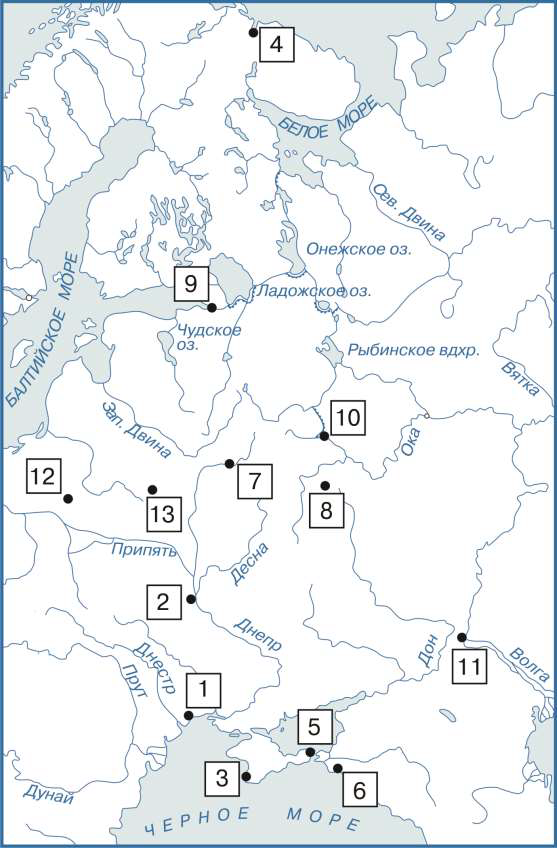 4
БЕЛОЕ МОРЕ
Сев. Двина
Онежское оз.
9
Ладожское оз.
БАЛТИЙСКОЕ МОРЕ
Чудское
оз.
Рыбинское вдхр.
Вятка
Зап. Двина
10
Ока
12
13
7
8
Припять
Десна
2
Днепр
Дон
Волга
11
Днестр
Прут
1
5
3
6
Дунай
ЧЕРНОЕ МОРЕ